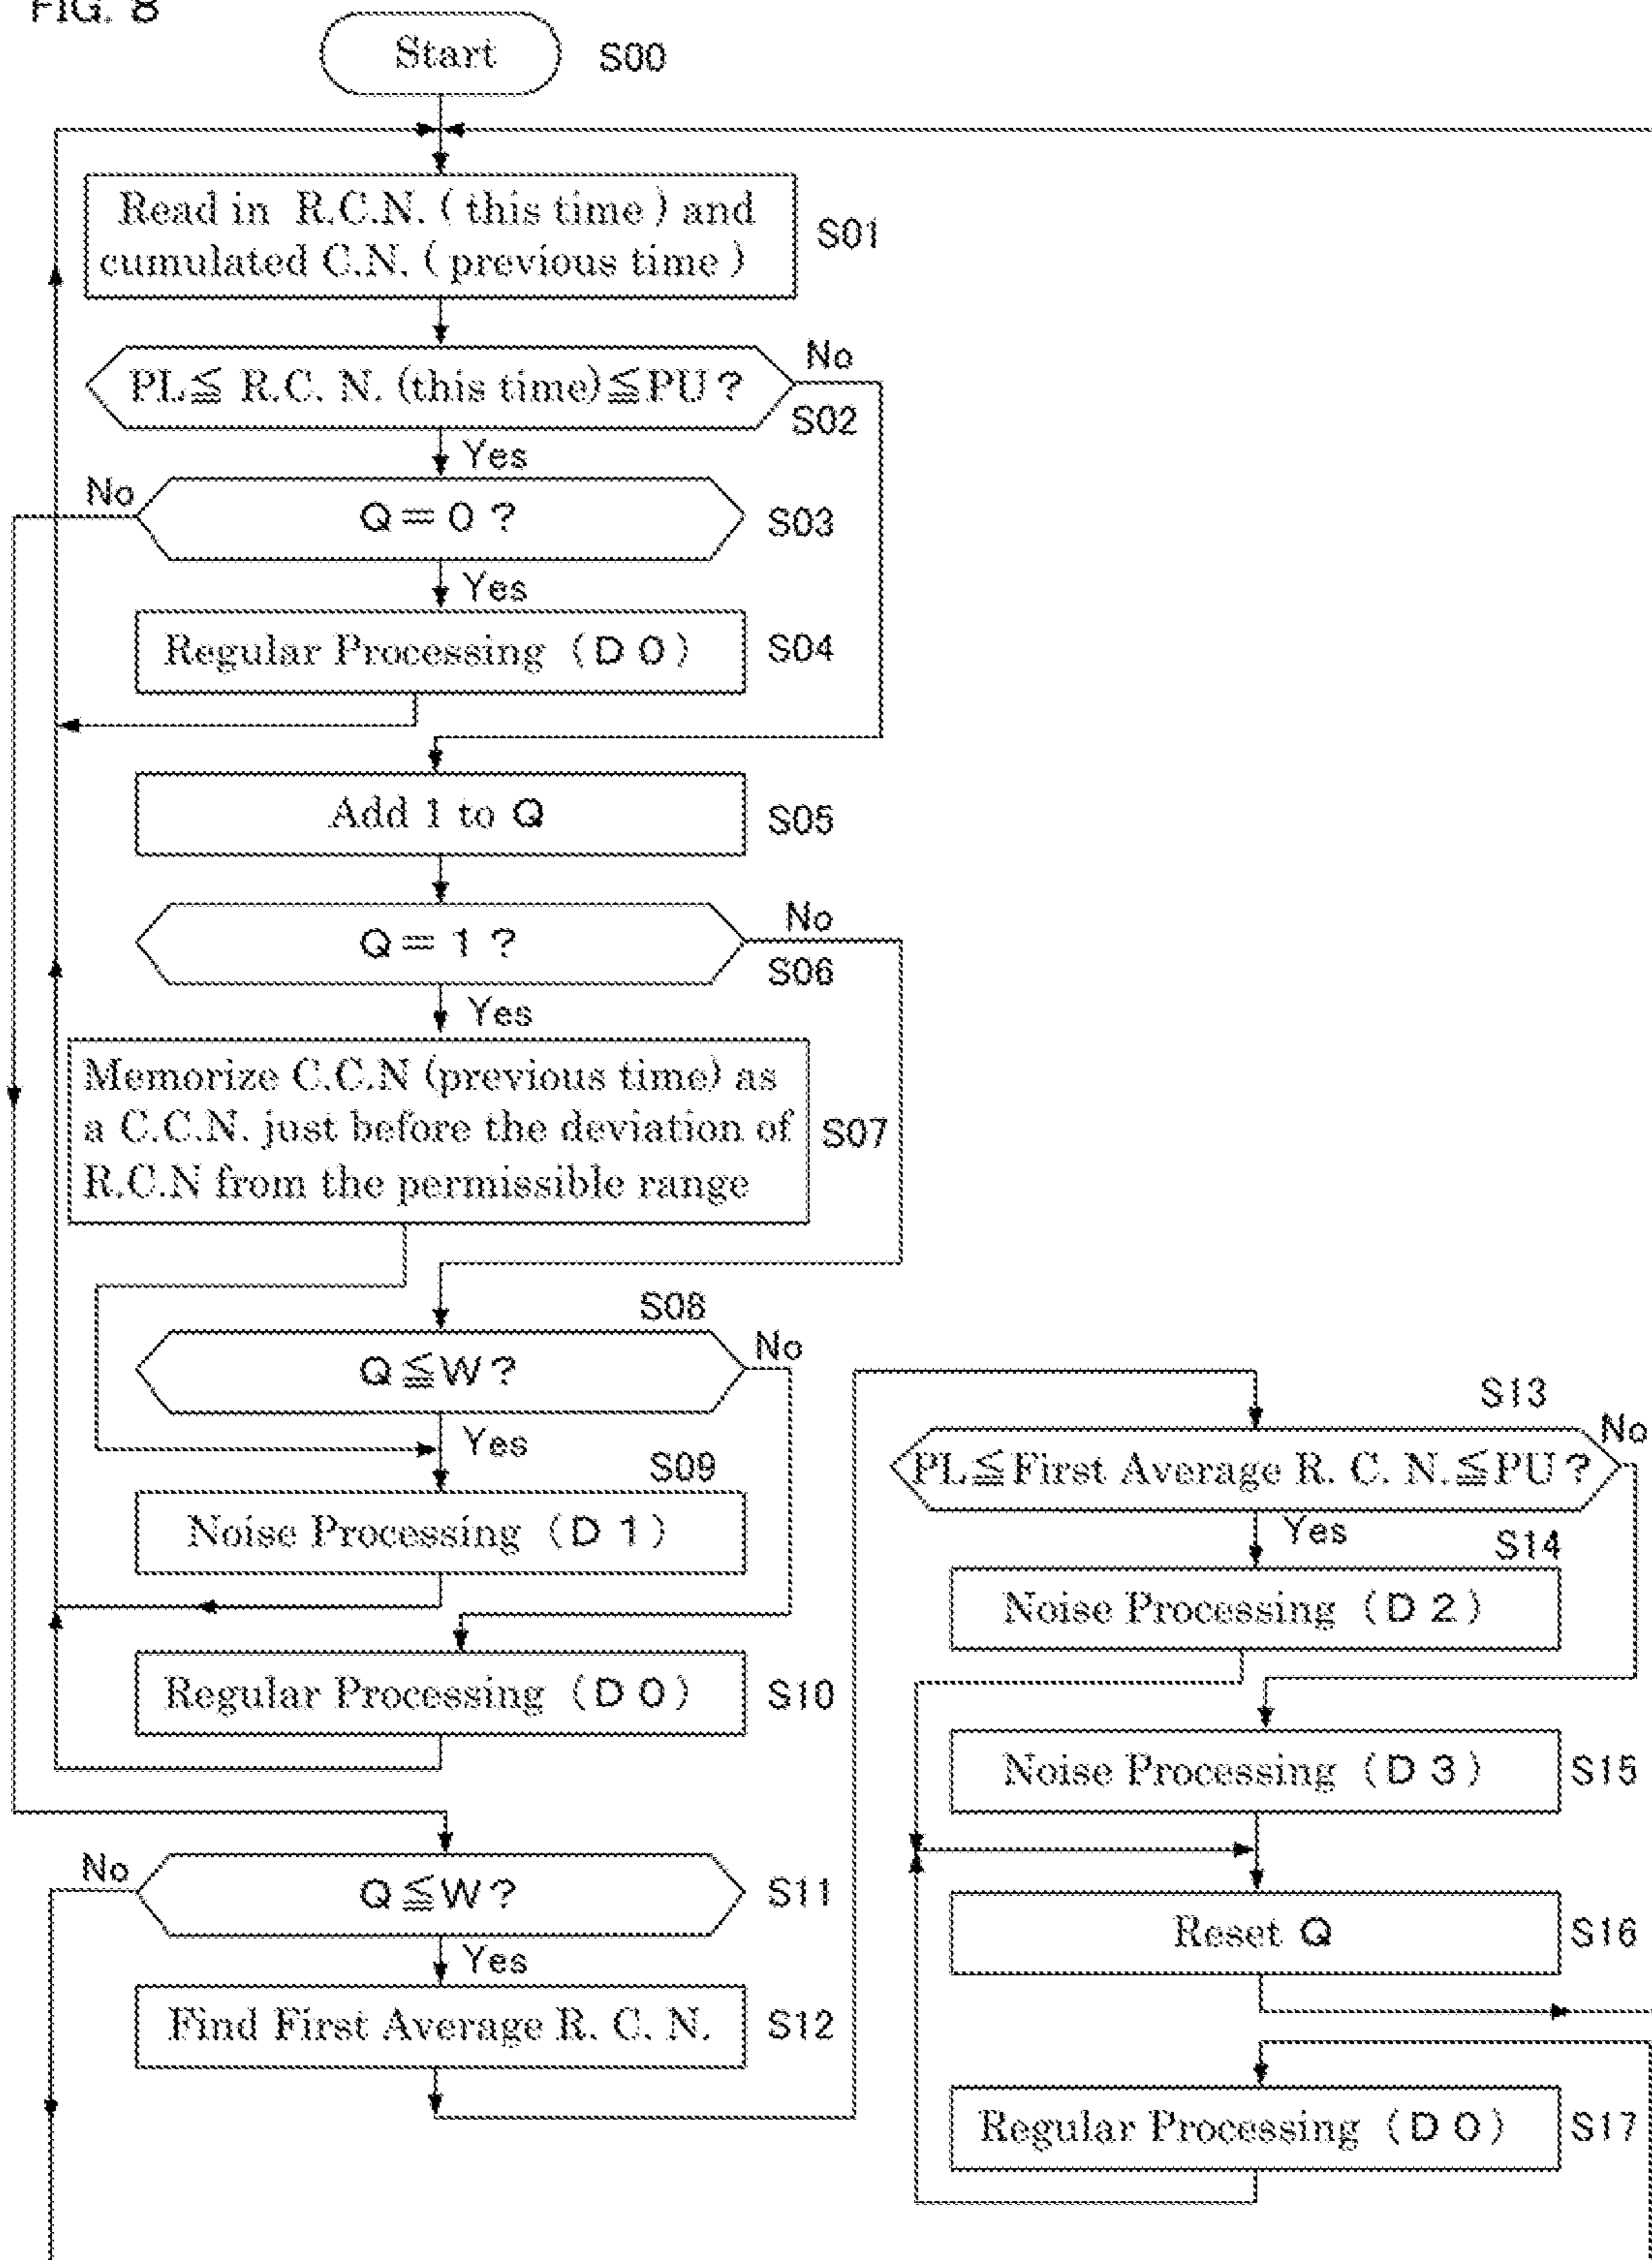 FIG. 8
Start
S00
Read in R.C.N. ( this time ) and
cumulated C.N. ( previous time )
S01
PL≦ R.C. N. (this time)≦PU ?
No
S02
Yes
No
Q = 0 ?
S03
Yes
Regular Processing ( D 0 )
S04
Add 1 to Q
S05
Q = 1 ?
No
S06
Yes
Memorize C.C.N (previous time) as
a C.C.N. just before the deviation of
R.C.N from the permissible range
S07
S08
Q ≦W ?
No
Yes
S09
Noise Processing ( D 1 )
Regular Processing ( D 0 )
S10
No
Q ≦W ?
S11
Yes
Find First Average R. C. N.
S12
S13
PL≦First Average R. C. N.≦PU ?
No
Yes
S14
Noise Processing ( D 2 )
Noise Processing ( D 3 )
S15
Reset Q
S16
Regular Processing ( D 0 )
S17